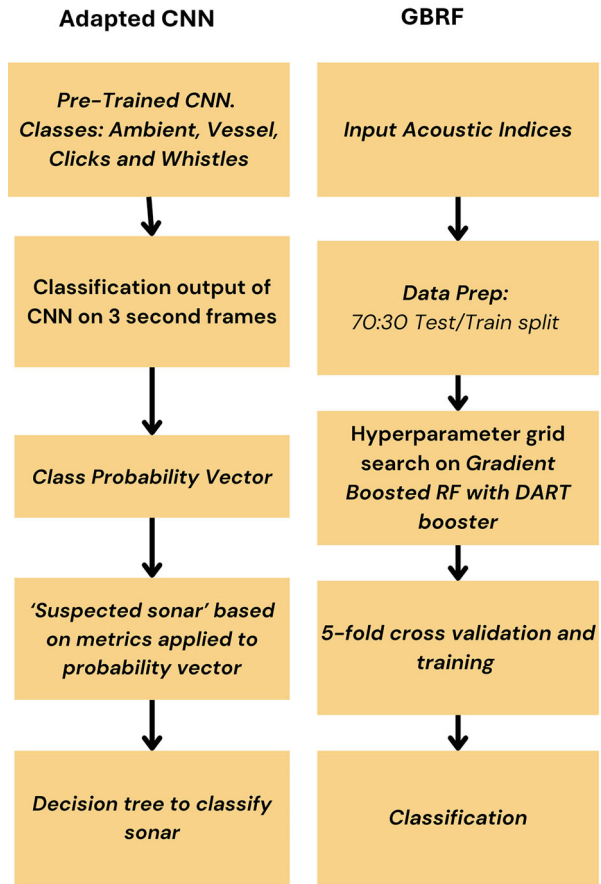 Adapted CNN
Pre-Trained CNN.
Classes: Ambient, Vessel,
Clicks and Whistles
Classification output of
CNN on 3 second frames
Class Probability Vector
‘Suspected sonar’ based
on metrics applied to
probability vector
Decision tree to classify
sonar
GBRF
Input Acoustic Indices
Data Prep:
70:30 Test/Train split
Hyperparameter grid
search on Gradient
Boosted RF with DART
booster
5-fold cross validation and
training
Classification